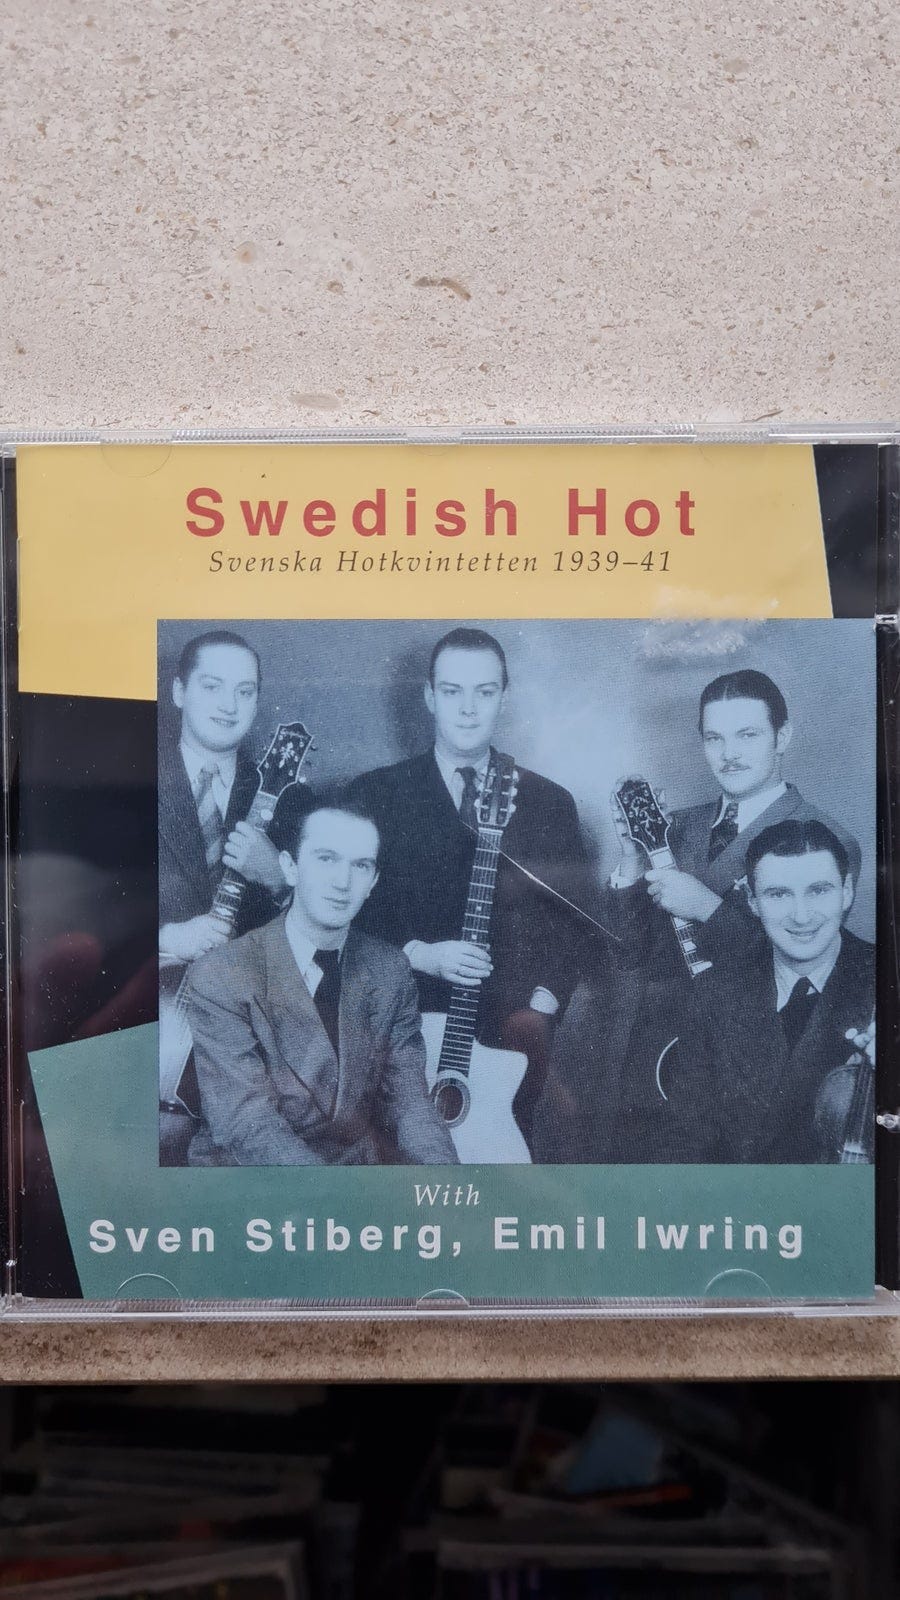 Swedish Hot
Svenska Hotkvintetten 1939–41
With
Sven Stiberg, Emil Iwring